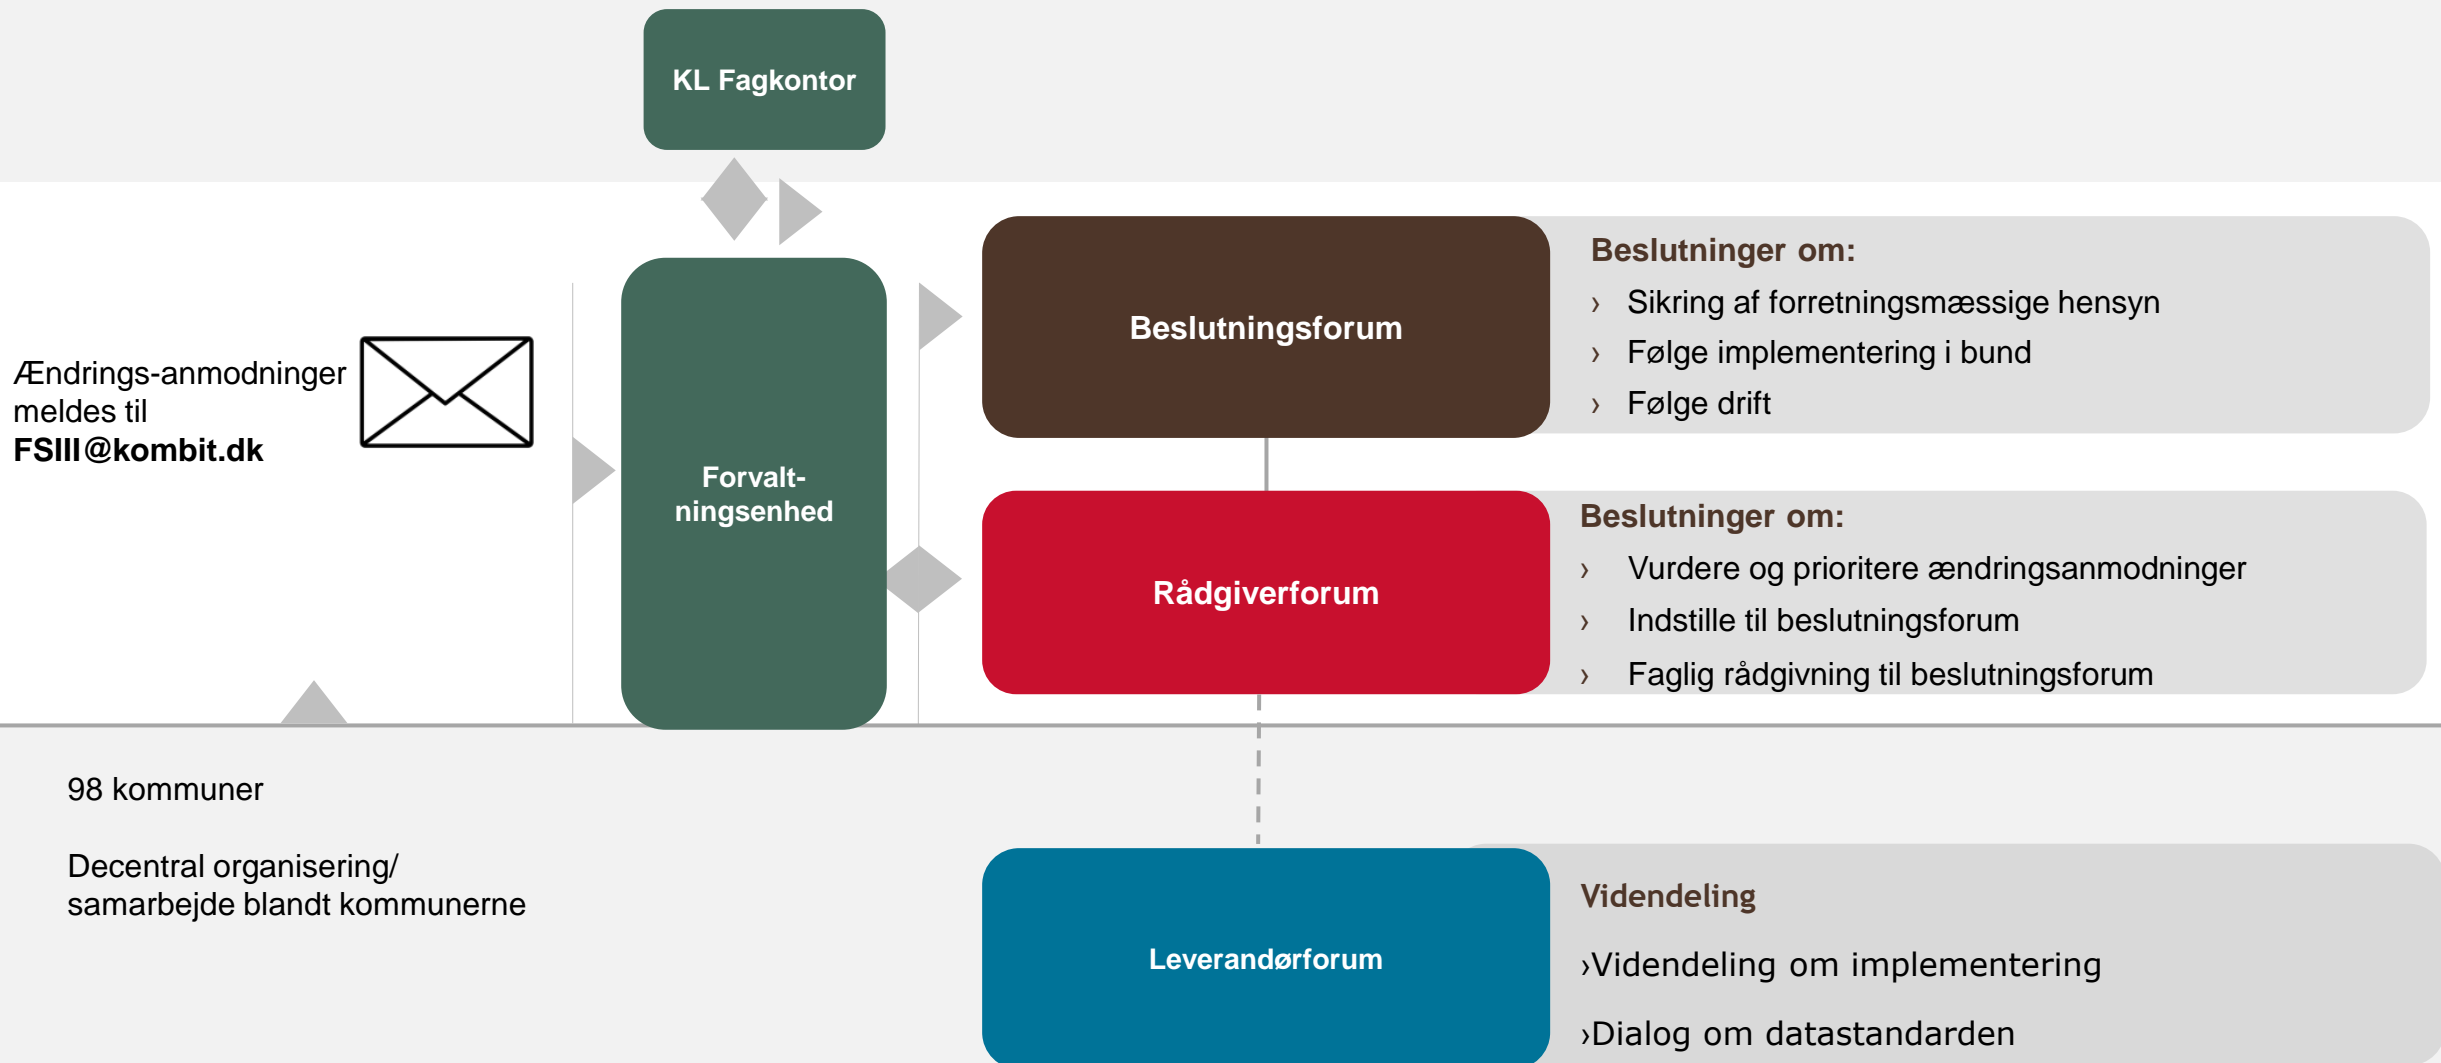 KL Fagkontor
Ændrings-anmodninger
meldes til
FSIII@kombit.dk
Forvalt-
ningsenhed
Beslutningsforum
Beslutninger om:
› Sikring af forretningsmæssige hensyn
› Følge implementering i bund
› Følge drift
Rådgiverforum
Beslutninger om:
› Vurdere og prioritere ændringsanmodninger
› Indstille til beslutningsforum
› Faglig rådgivning til beslutningsforum
98 kommuner
Decentral organisering/
samarbejde blandt kommunerne
Leverandørforum
Videndeling
›Videndeling om implementering
›Dialog om datastandarden